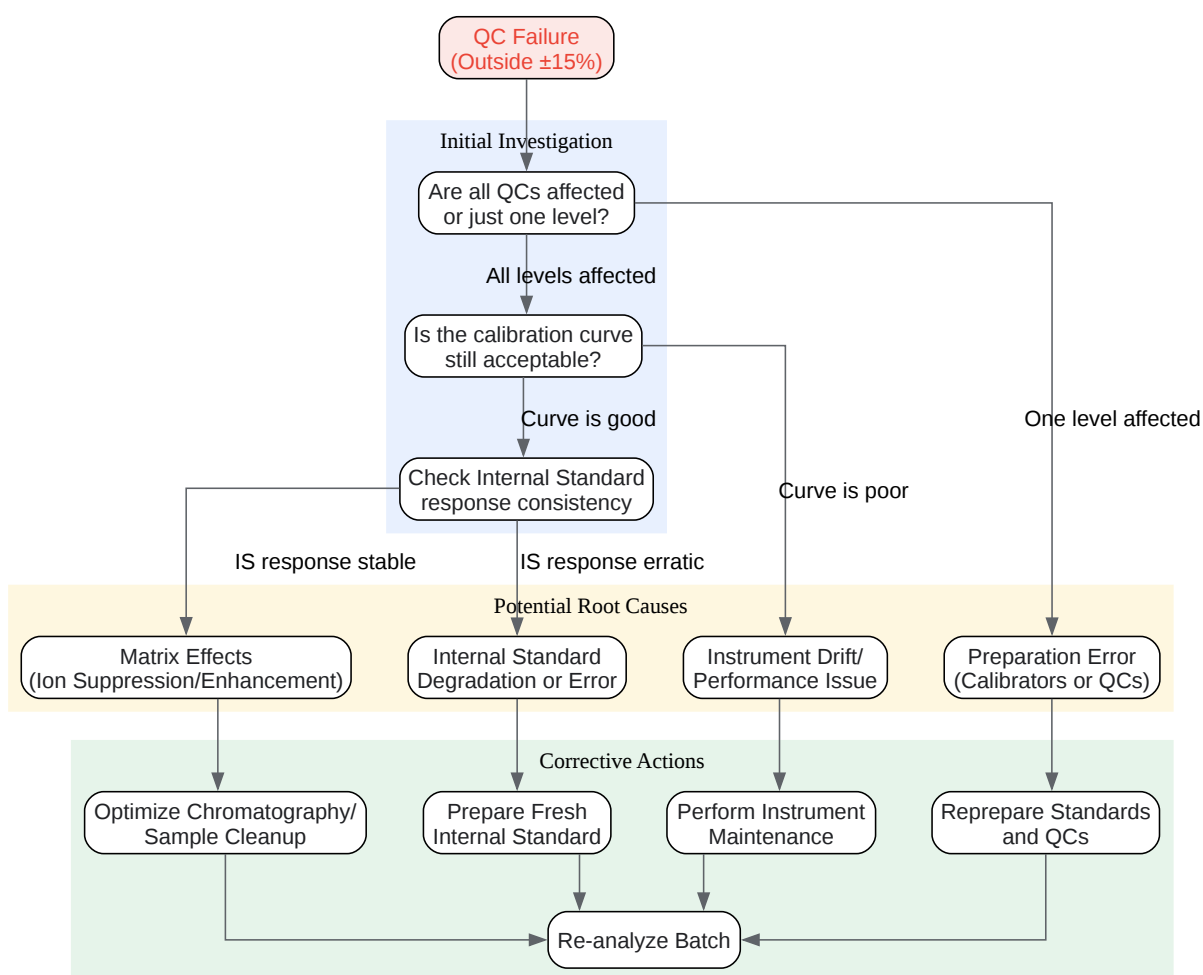 QC Failure
(Outside ±15%)
Initial Investigation
Are all QCs affected
or just one level?
All levels affected
Is the calibration curve
still acceptable?
Curve is good
One level affected
Check Internal Standard
response consistency
Curve is poor
IS response stable
IS response erratic
Potential Root Causes
Matrix Effects
(Ion Suppression/Enhancement)
Internal Standard
Degradation or Error
Instrument Drift/
Performance Issue
Preparation Error
(Calibrators or QCs)
Corrective Actions
Optimize Chromatography/
Sample Cleanup
Prepare Fresh
Internal Standard
Perform Instrument
Maintenance
Reprepare Standards
and QCs
Re-analyze Batch